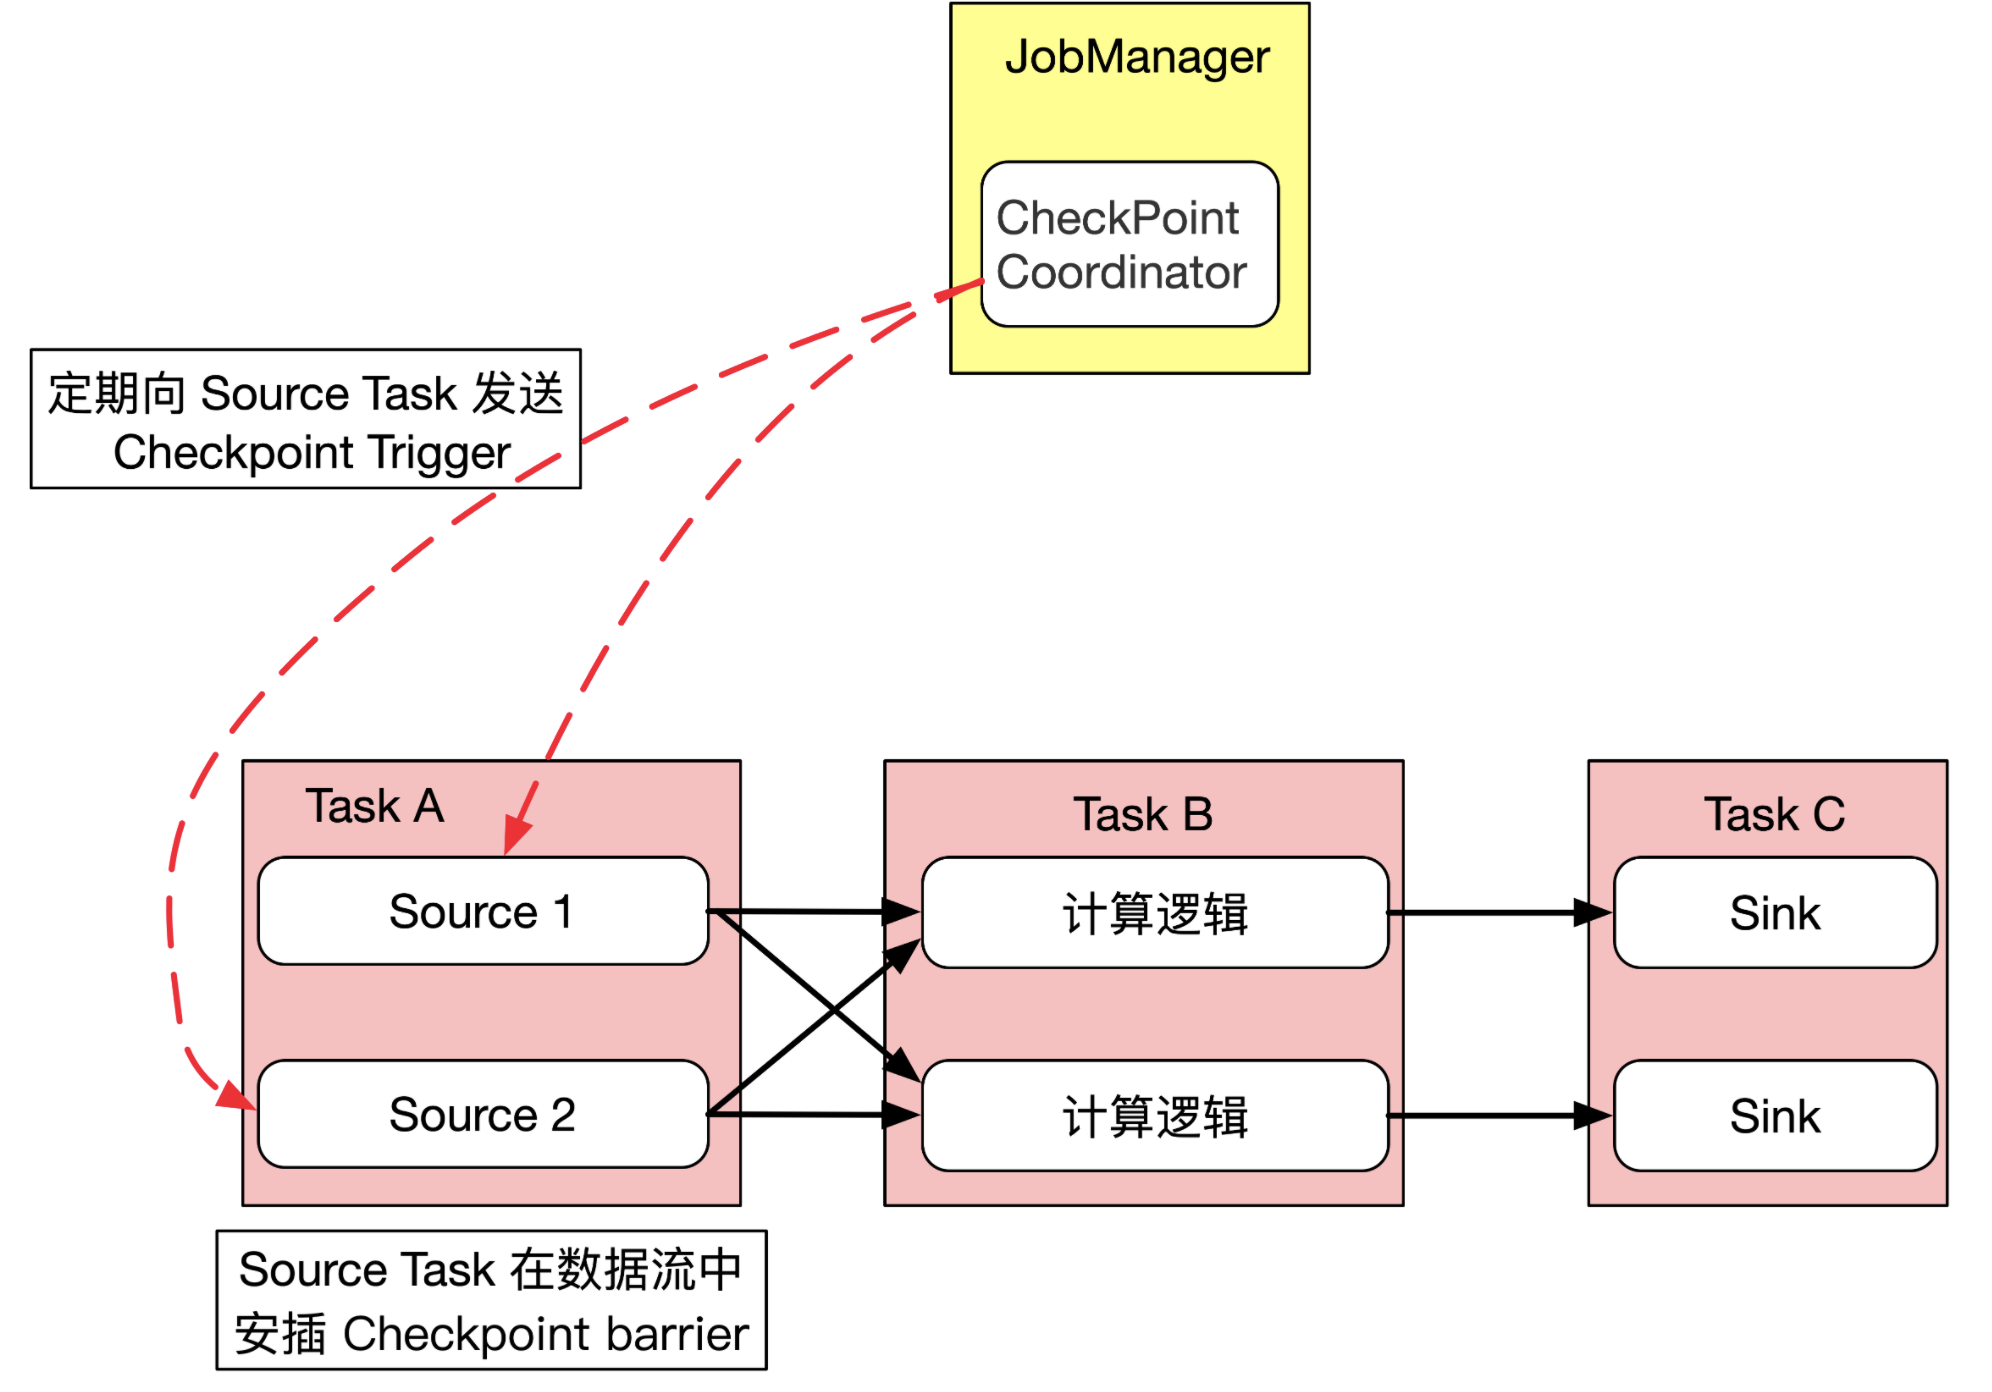 JobManager
CheckPoint
Coordinator
定期向 Source Task 发送
Checkpoint Trigger
Task A
Task B
Task C
Source 1
计算逻辑
Sink
Source 2
计算逻辑
Sink
Source Task 在数据流中
安插 Checkpoint barrier